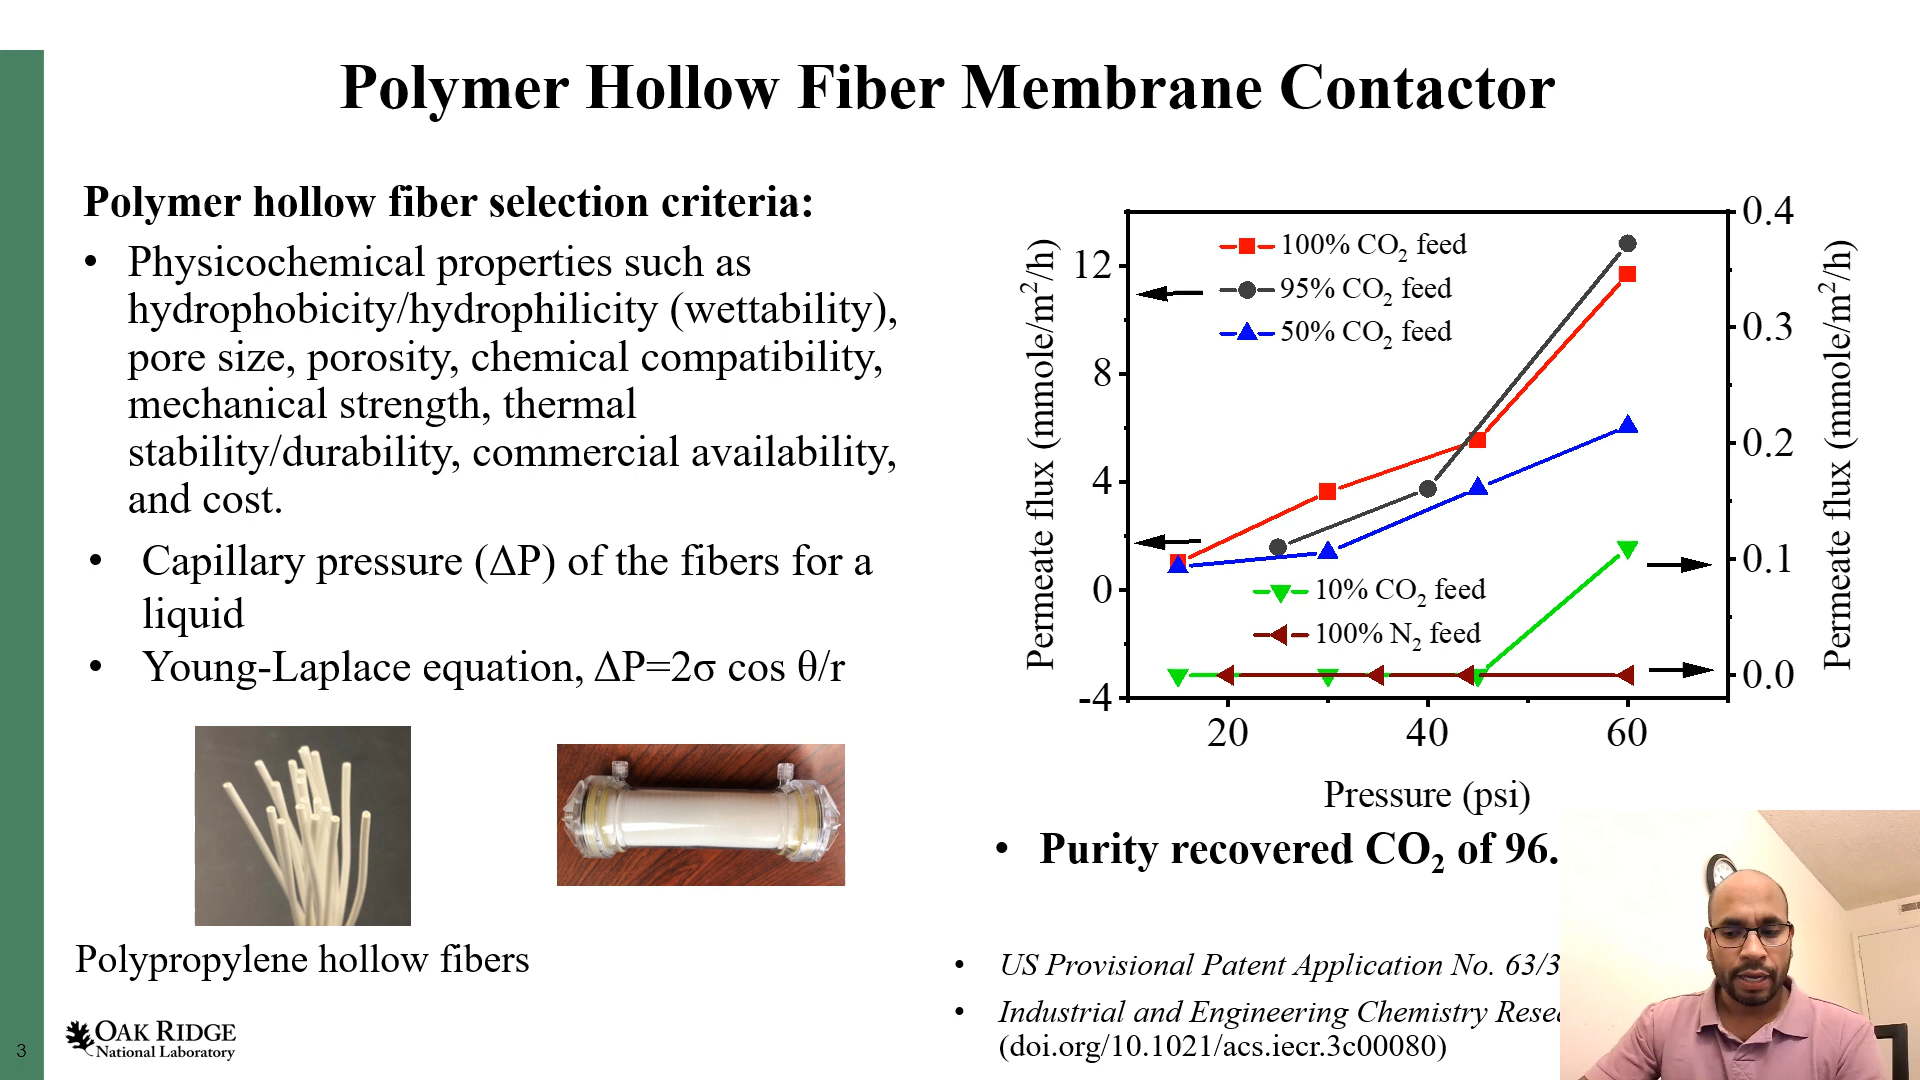 Polymer Hollow Fiber Membrane Contactor
Polymer hollow fiber selection criteria:
• Physicochemical properties such as
hydrophobicity/hydrophilicity (wettability),
pore size, porosity, chemical compatibility,
mechanical strength, thermal
stability/durability, commercial availability,
and cost.
• Capillary pressure (ΔP) of the fibers for a
liquid
• Young-Laplace equation, ΔP=2σ cos θ/r
Polypropylene hollow fibers
3
OAK RIDGE
National Laboratory
Permeate flux (mmole/m²/h)
12
8
4
0
-4
100% CO₂ feed
95% CO₂ feed
50% CO₂ feed
10% CO₂ feed
100% N₂ feed
0.4
0.3
0.2
0.1
0.0
Permeate flux (mmole/m²/h)
20 40 60
Pressure (psi)
• Purity recovered CO₂ of 96.
• US Provisional Patent Application No. 63/3
• Industrial and Engineering Chemistry
(doi.org/10.1021/acs.iecr.3c00080)